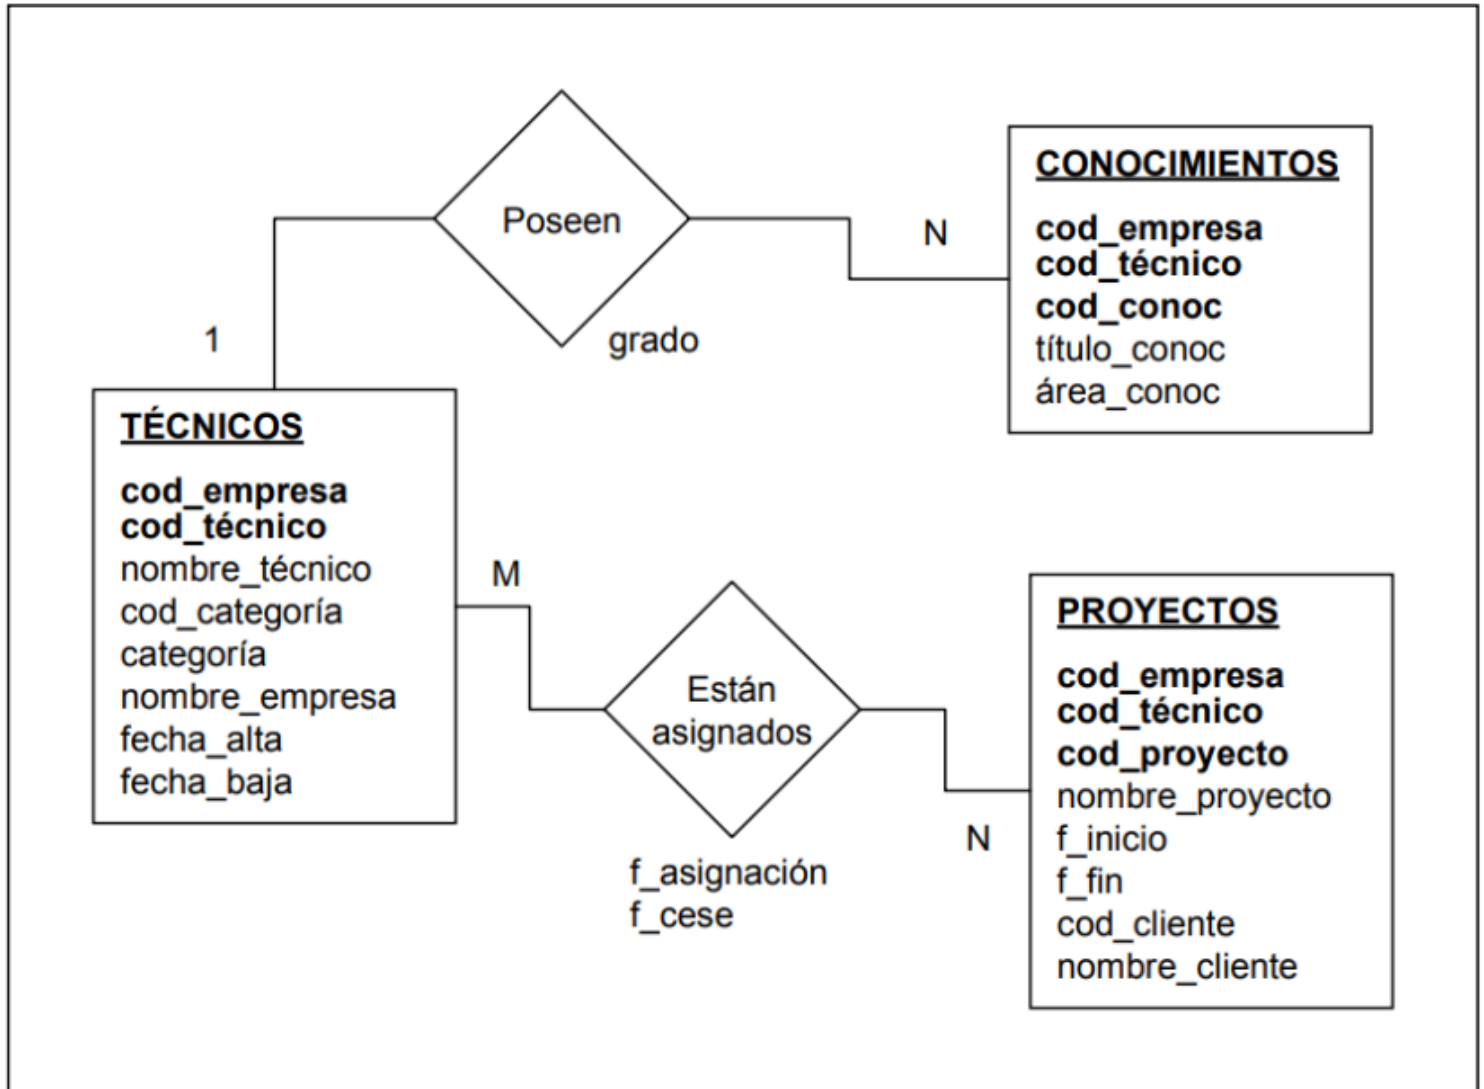 Poseen
grado
1
N
CONOCIMIENTOS
cod_empresa
cod_técnico
cod_conoc
título_conoc
área_conoc
TÉCNICOS
cod_empresa
cod_técnico
nombre_técnico
cod_categoría
categoría
nombre_empresa
fecha_alta
fecha_baja
M
Están
asignados
f_asignación
f_cese
N
PROYECTOS
cod_empresa
cod_técnico
cod_proyecto
nombre_proyecto
f_inicio
f_fin
cod_cliente
nombre_cliente